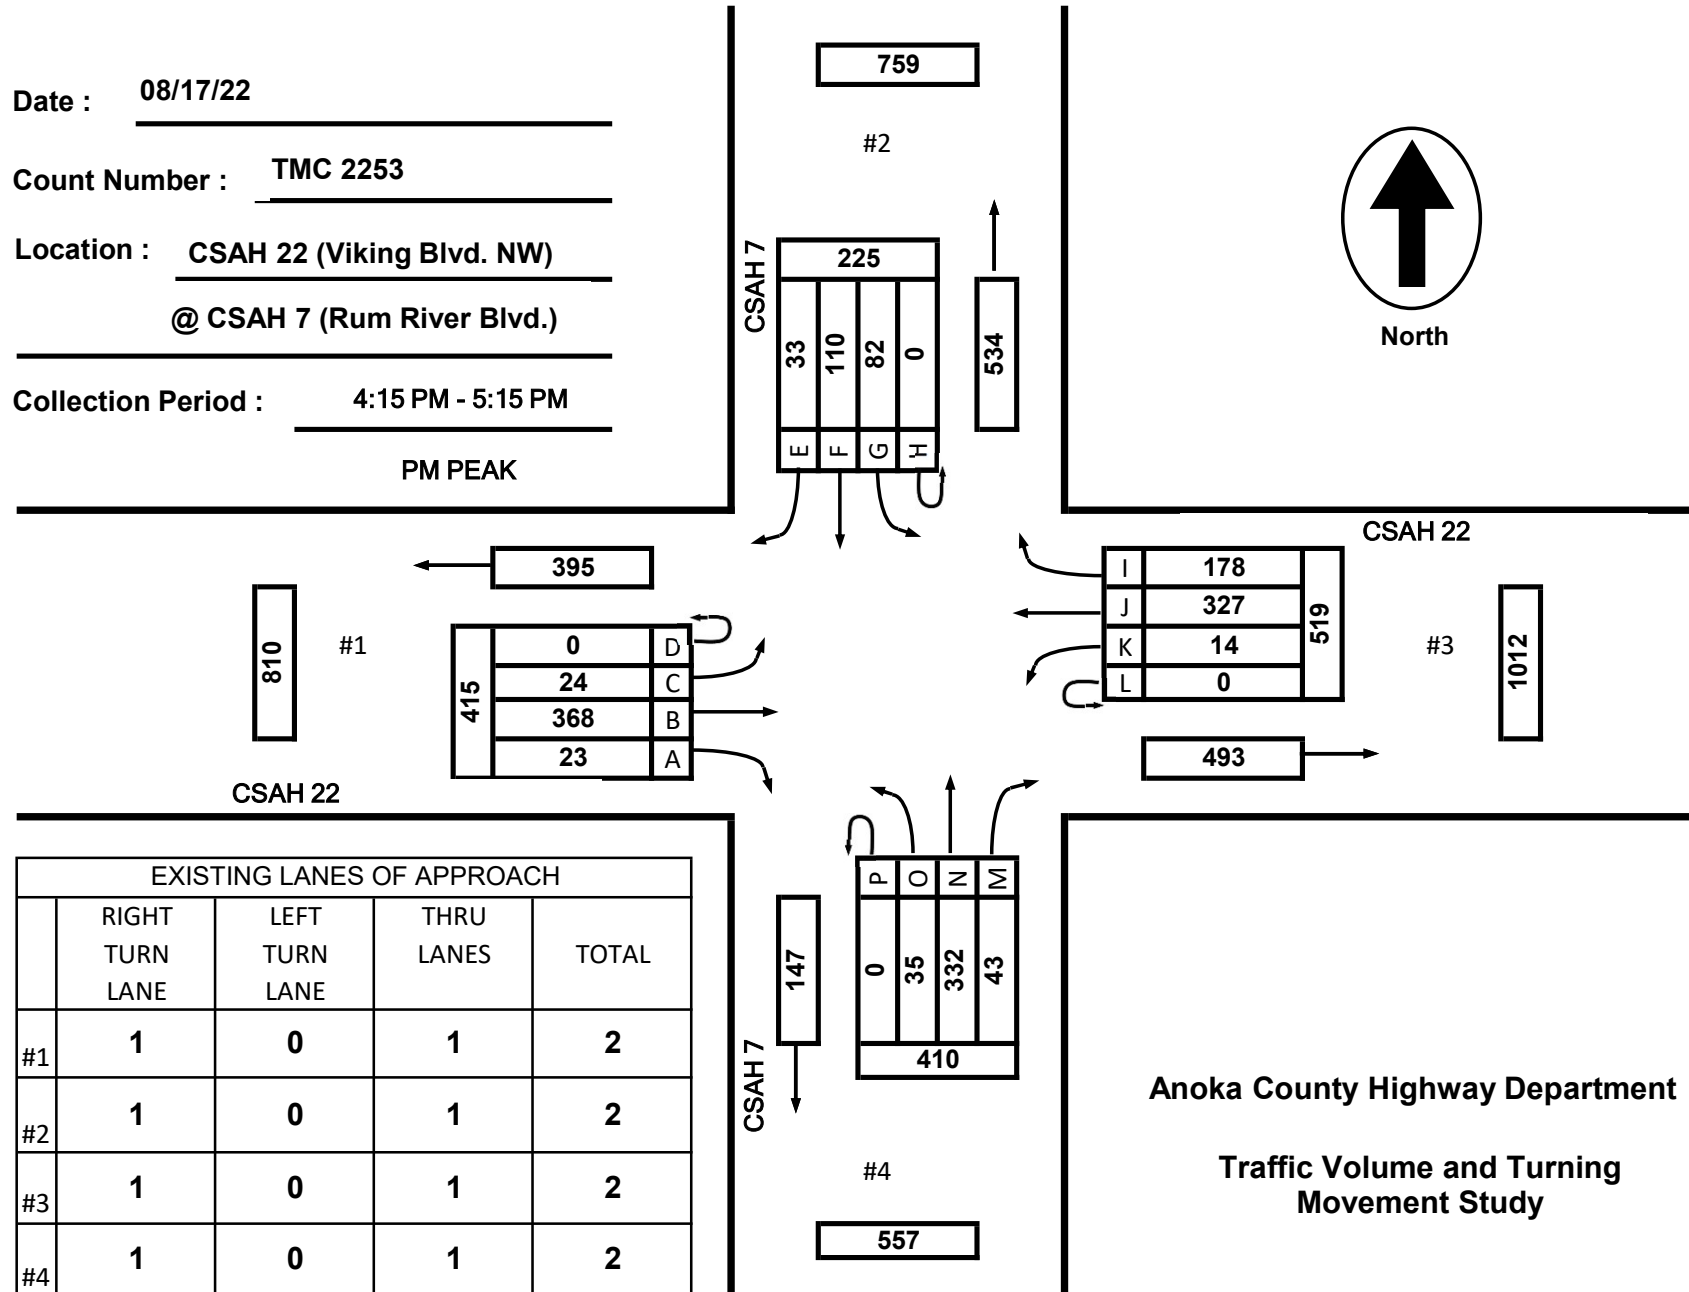 Date : 08/17/22
Count Number : TMC 2253
Location : CSAH 22 (Viking Blvd. NW)
@ CSAH 7 (Rum River Blvd.)
Collection Period : 4:15 PM - 5:15 PM
PM PEAK
759
#2
CSAH 7
225
33 110 82 0
E F G H
534
North
395
810
#1
415
0 D
24 C
368 B
23 A
CSAH 22
CSAH 22
I 178
J 327
K 14
L 0
519
#3
1012
493
147
P O N M
0 35 332 43
410
CSAH 7
#4
557
EXISTING LANES OF APPROACH
RIGHT LEFT THRU
TURN TURN LANES TOTAL
LANE LANE
#1 1 0 1 2
#2 1 0 1 2
#3 1 0 1 2
#4 1 0 1 2
Anoka County Highway Department
Traffic Volume and Turning
Movement Study